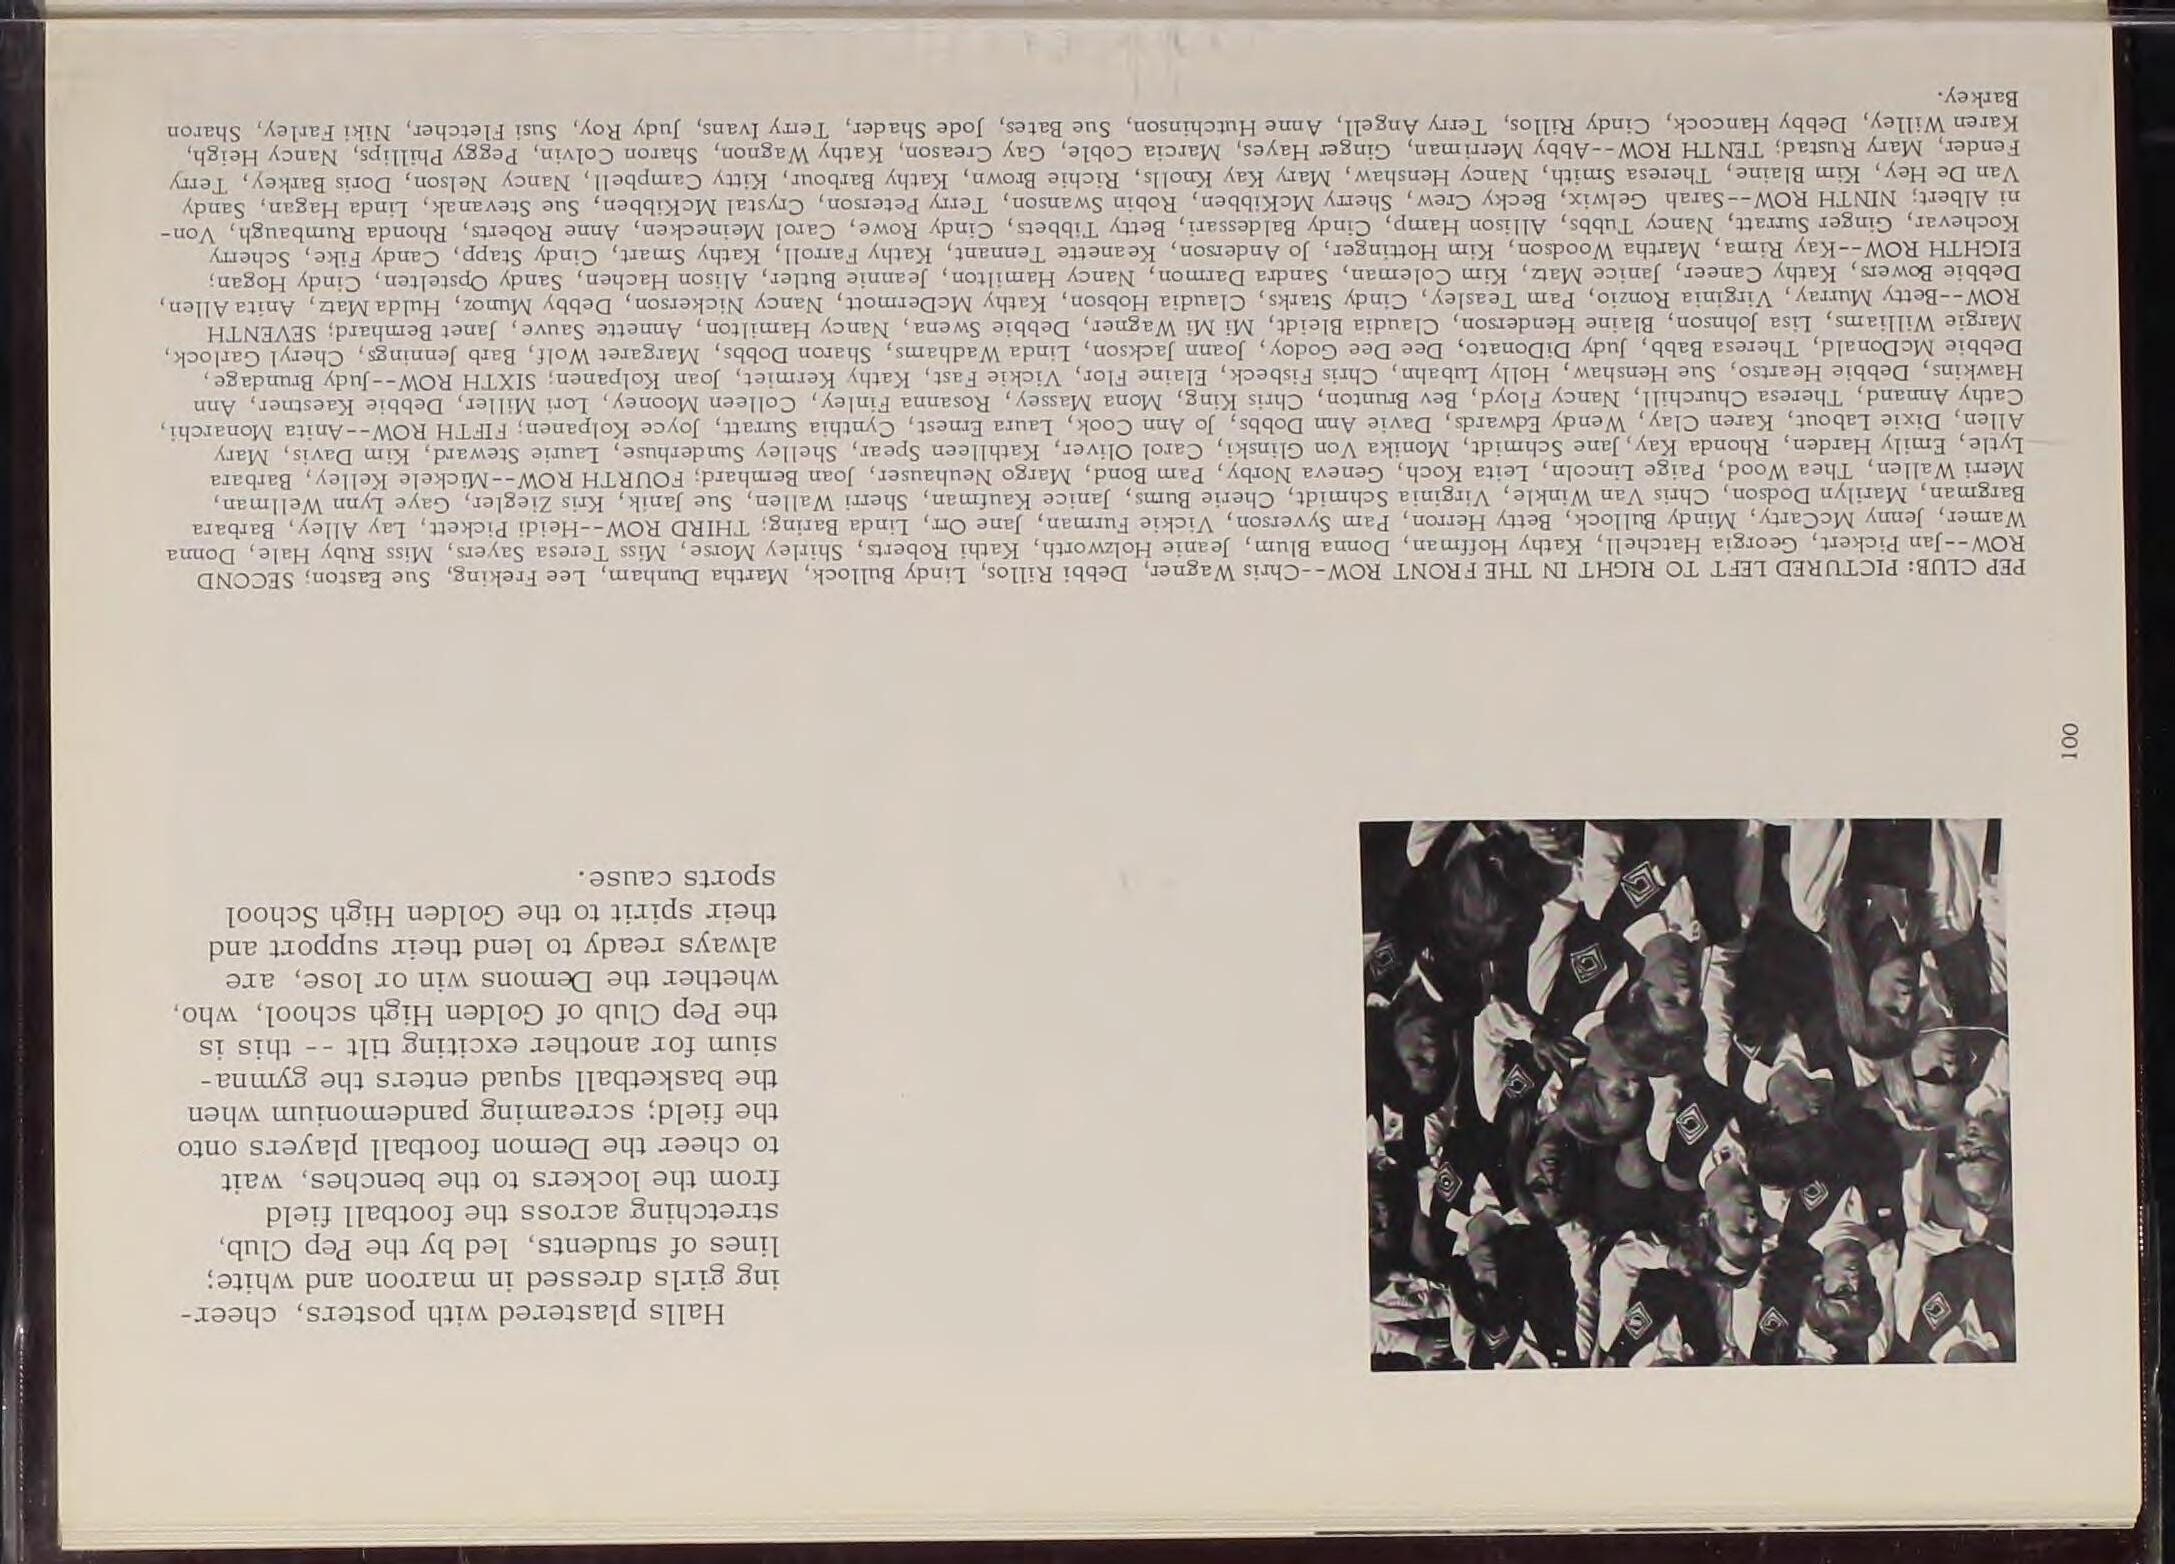 Halls plastered with posters, cheer-
ing girls dressed in maroon and white;
lines of students, led by the Pep Club,
stretching across the football field
from the lockers to the benches, wait
to cheer the Demon football players onto
the field; screaming pandemonium when
the basketball squad enters the gymna-
sium for another exciting tilt -- this is
the Pep Club of Golden High school, who,
whether the Demons win or lose, are
always ready to lend their support and
their spirit to the Golden High School
sports cause.
100
PEP CLUB: PICTURED LEFT TO RIGHT IN THE FRONT ROW--Chris Wagner, Debbi Rillos, Lindy Bullock, Martha Dunham, Lee Freking, Sue Easton; SECOND
ROW--Jan Pickert, Georgia Hatchell, Kathy Hoffman, Donna Blum, Jeanie Holzworth, Kathi Roberts, Shirley Morse, Miss Teresa Sayers, Miss Ruby Hale, Donna
Warner, Jenny McCarty, Mindy Bullock, Betty Herron, Pam Syverson, Vickie Furman, Jane Orr, Linda Baring; THIRD ROW--Heidi Pickett, Lay Alley, Barbara
Bargman, Marilyn Dodson, Chris Van Winkle, Virginia Schmidt, Cherie Burns, Janice Kaufman, Sherri Wallen, Sue Janik, Kris Ziegler, Gaye Lynn Wellman,
Merri Wallen, Thea Wood, Paige Lincoln, Leita Koch, Geneva Norby, Pam Bond, Margo Neuhauser, Joan Bernhard; FOURTH ROW--Mickele Kelley, Barbara
Lytle, Emily Harden, Rhonda Kay, Jane Schmidt, Monika Von Glinski, Carol Oliver, Kathlleen Spear, Shelley Sunderhuse, Laurie Steward, Kim Davis, Mary
Allen, Dixie Labout, Karen Clay, Wendy Edwards, Davie Ann Dobbs, Jo Ann Cook, Laura Ernest, Cynthia Surratt, Joyce Kolpanen; FIFTH ROW--Anita Monarchi,
Cathy Annand, Theresa Churchill, Nancy Floyd, Bev Brunton, Chris King, Mona Massey, Rosanna Finley, Colleen Mooney, Lori Miller, Debbie Kaestner, Ann
Hawkins, Debbie Heartso, Sue Henshaw, Holly Lubahn, Chris Fisbeck, Elaine Flor, Vickie Fast, Kathy Kermiet, Joan Kolpanen; SIXTH ROW--Judy Brundage,
Debbie McDonald, Theresa Babb, Judy DiDonato, Dee Dee Godoy, Joann Jackson, Linda Wadhams, Sharon Dobbs, Margaret Wolf, Barb Jennings, Cheryl Garlock,
Margie Williams, Lisa Johnson, Blaine Henderson, Claudia Bleidt, Mi Mi Wagner, Debbie Swena, Nancy Hamilton, Annette Sauve, Janet Bernhard; SEVENTH
ROW--Betty Murray, Virginia Ronzio, Pam Teasley, Cindy Starks, Claudia Hobson, Kathy McDermott, Nancy Nickerson, Debby Munoz, Hulda Matz, Anita Allen,
Debbie Bowers, Kathy Caneer, Janice Matz, Kim Coleman, Sandra Darmon, Nancy Hamilton, Jeannie Butler, Alison Hachen, Sandy Opstelten, Cindy Hogan;
EIGHTH ROW--Kay Rima, Martha Woodson, Kim Hottinger, Jo Anderson, Keanette Tennant, Kathy Farroll, Kathy Smart, Cindy Stapp, Candy Fike, Scherry
Kochevar, Ginger Surratt, Nancy Tubbs, Allison Hamp, Cindy Baldessari, Betty Tibbets, Cindy Rowe, Carol Meinecken, Anne Roberts, Rhonda Rumbaugh, Von-
ni Albert; NINTH ROW--Sarah Gelwix, Becky Crew, Sherry McKibben, Robin Swanson, Terry Peterson, Crystal McKibben, Sue Stevanak, Linda Hagan, Sandy
Van De Hey, Kim Blaine, Theresa Smith, Nancy Henshaw, Mary Kay Knolls, Richie Brown, Kathy Barbour, Kitty Campbell, Nancy Nelson, Doris Barkey, Terry
Fender, Mary Rustad; TENTH ROW--Abby Merriman, Ginger Hayes, Marcia Coble, Gay Creason, Kathy Wagnon, Sharon Colvin, Peggy Phillips, Nancy Heigh,
Karen Willey, Debby Hancock, Cindy Rillos, Terry Angell, Anne Hutchinson, Sue Bates, Jode Shader, Terry Ivans, Judy Roy, Susi Fletcher, Niki Farley, Sharon
Barkey.